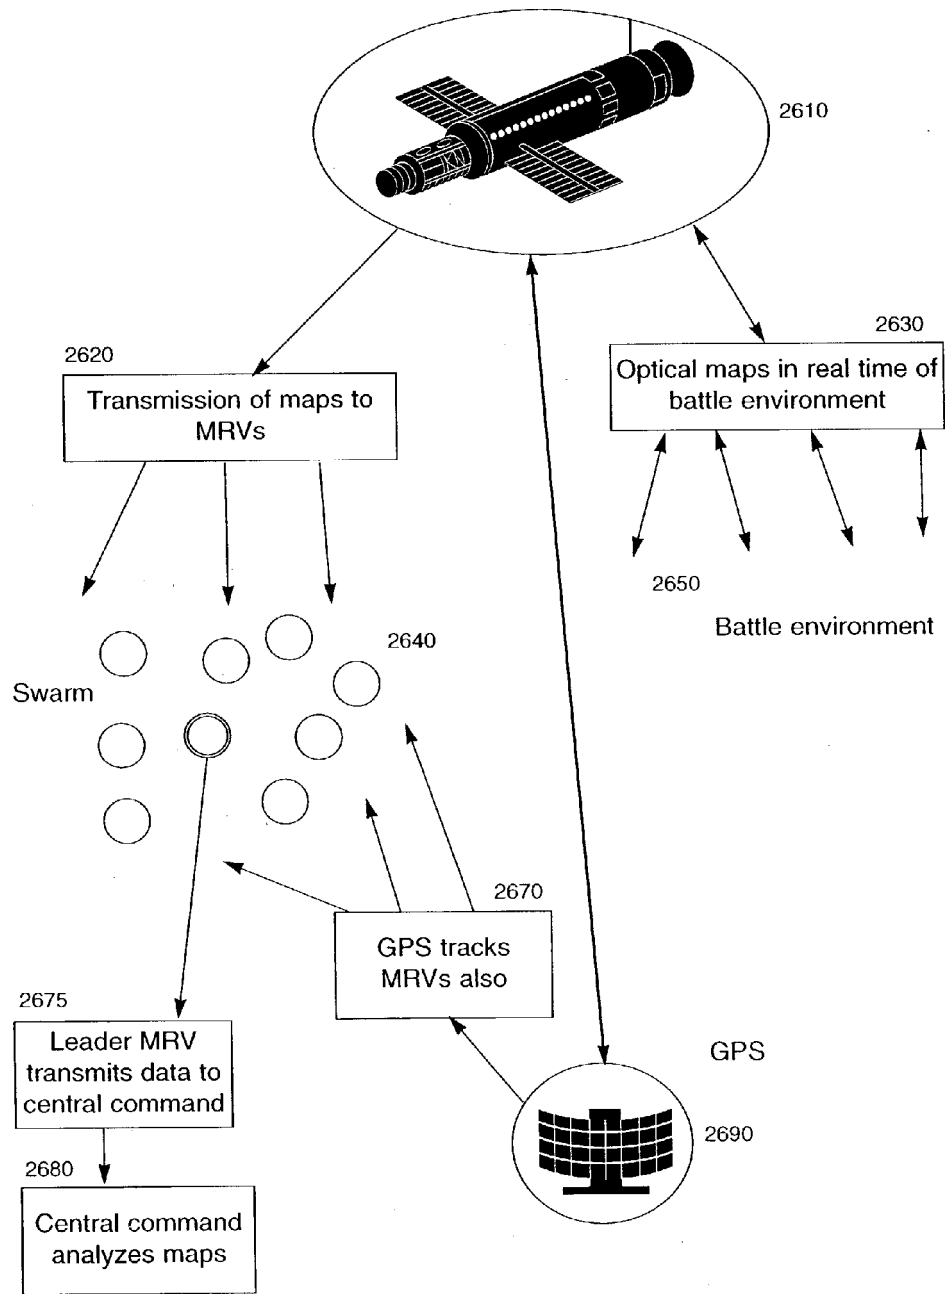 2610
2620
2630
Transmission of maps to
MRVs
Optical maps in real time of
battle environment
2650
Battle environment
2640
Swarm
2670
GPS tracks
MRVs also
2675
Leader MRV
transmits data to
central command
GPS
2690
2680
Central command
analyzes maps